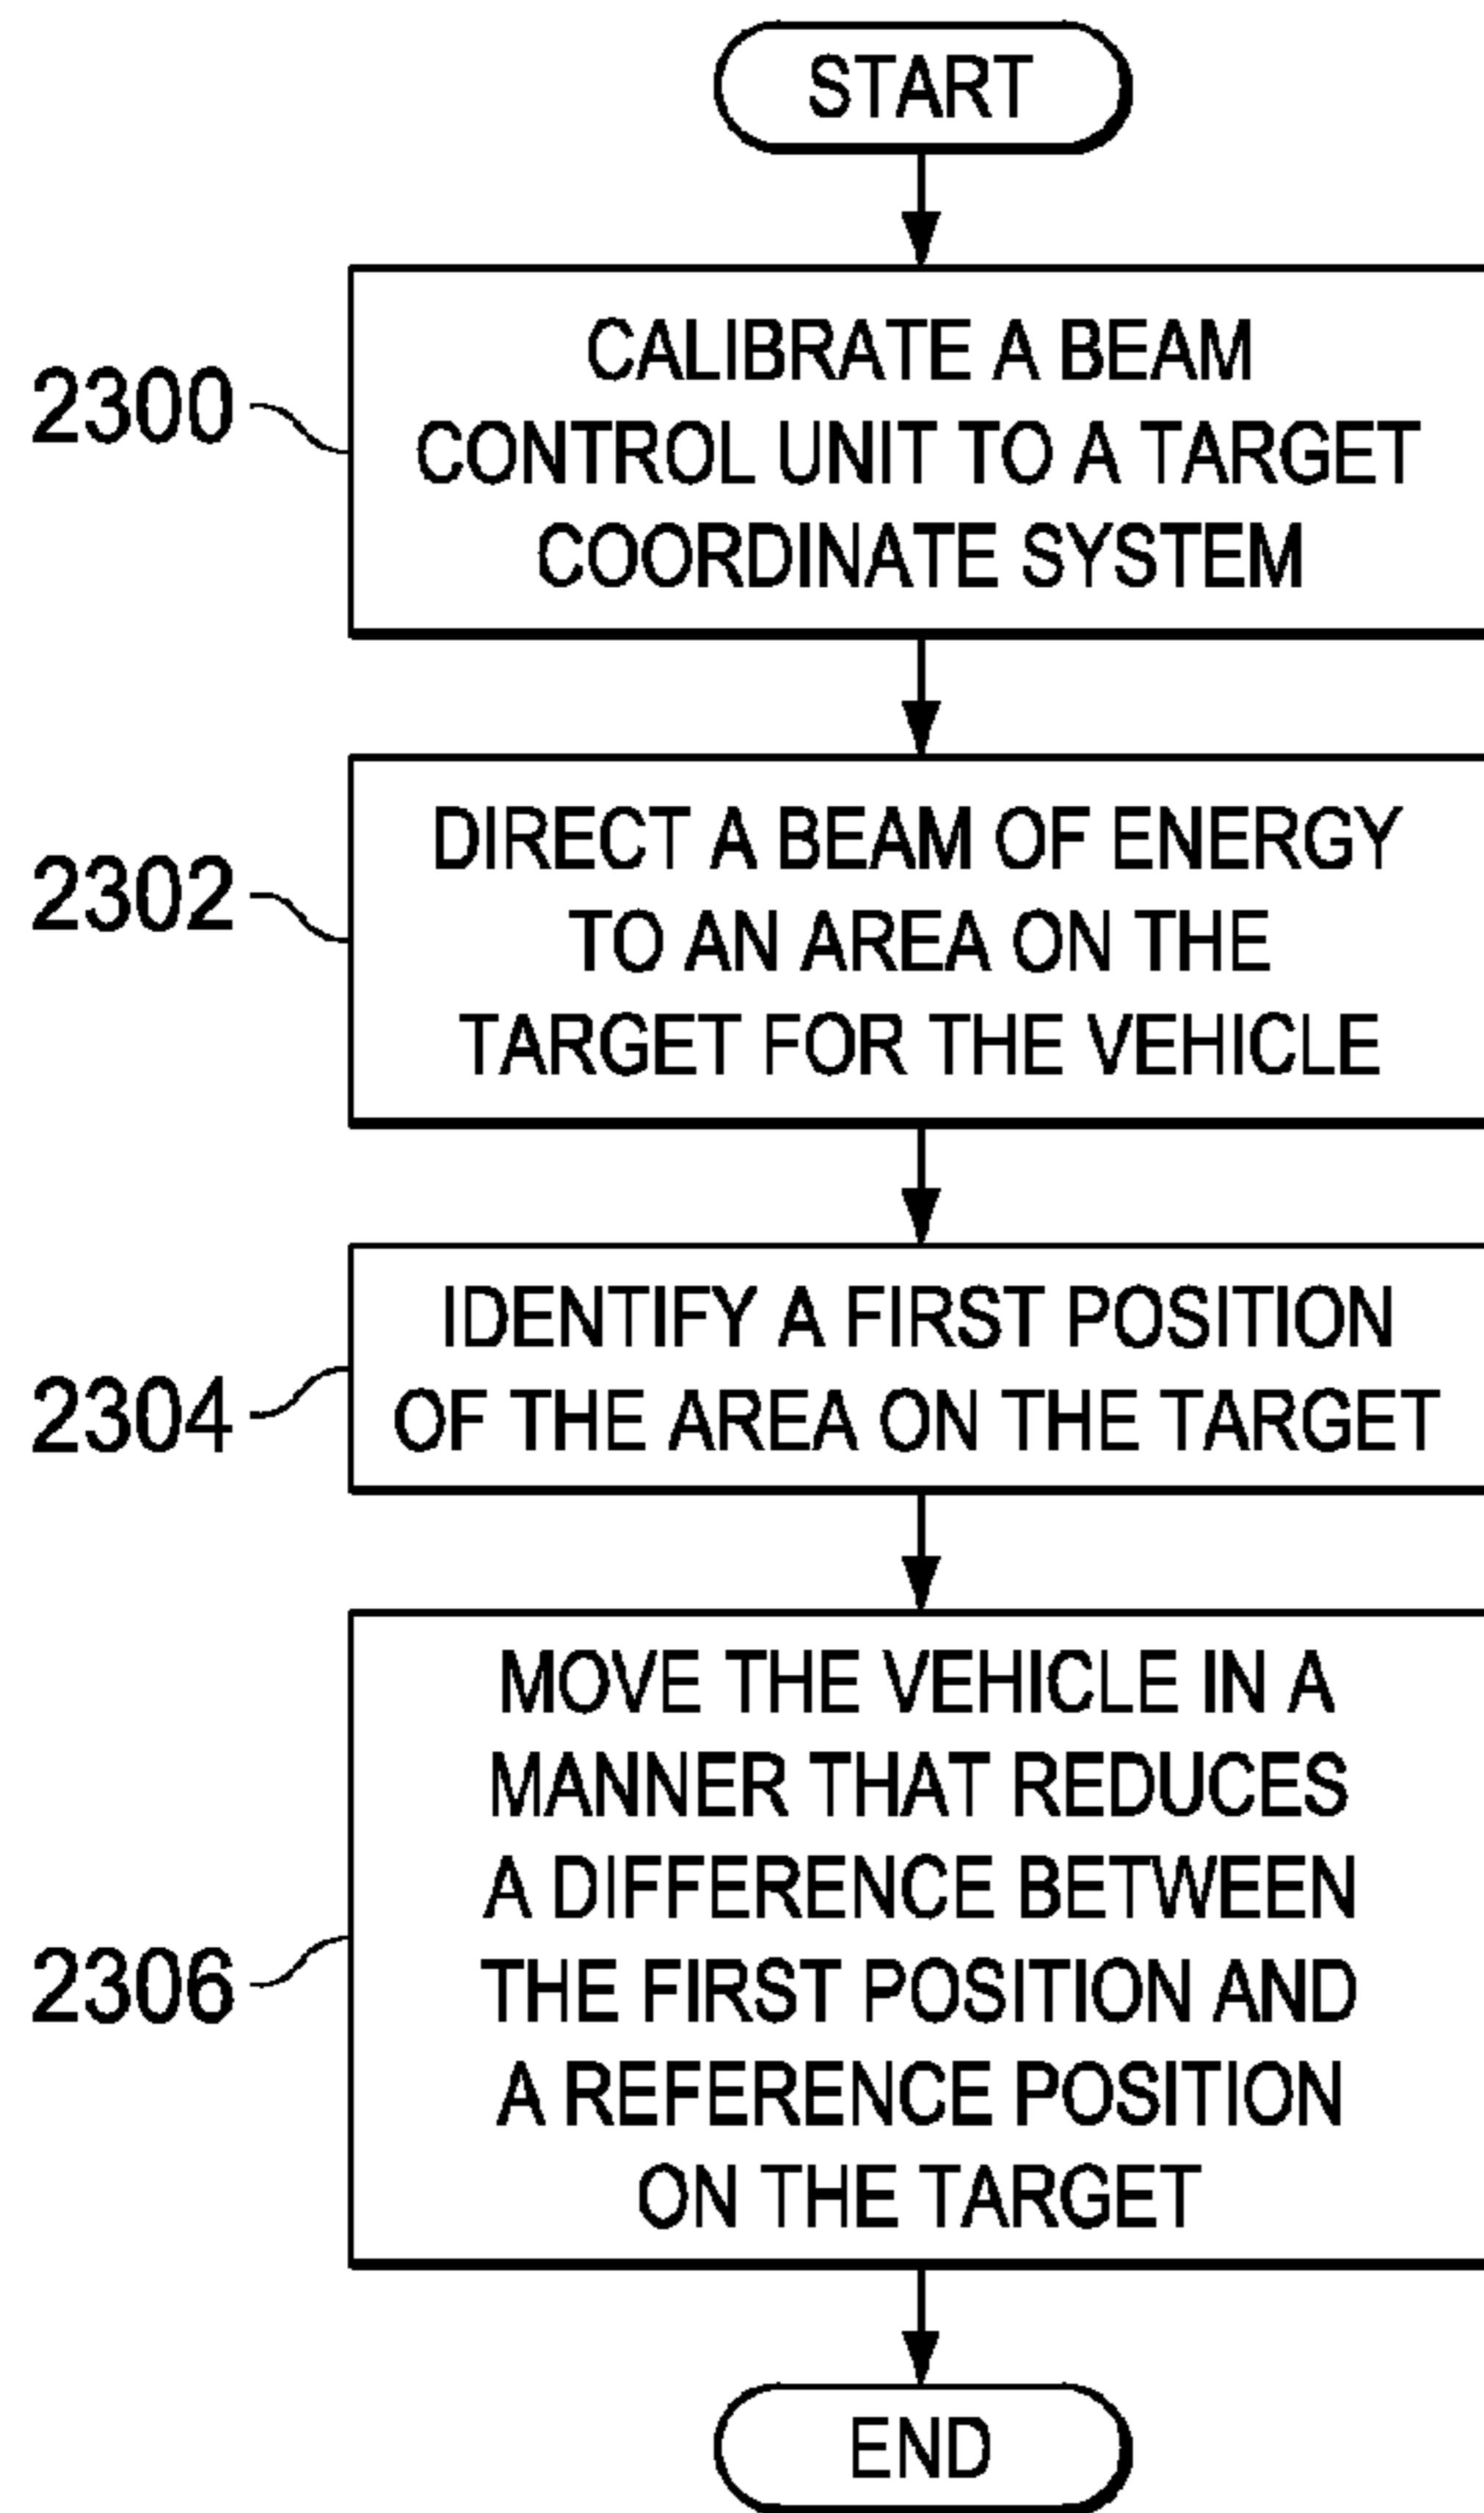 START
2300
CALIBRATE A BEAM
CONTROL UNIT TO A TARGET
COORDINATE SYSTEM
2302
DIRECT A BEAM OF ENERGY
TO AN AREA ON THE
TARGET FOR THE VEHICLE
2304
IDENTIFY A FIRST POSITION
OF THE AREA ON THE TARGET
2306
MOVE THE VEHICLE IN A
MANNER THAT REDUCES
A DIFFERENCE BETWEEN
THE FIRST POSITION AND
A REFERENCE POSITION
ON THE TARGET
END